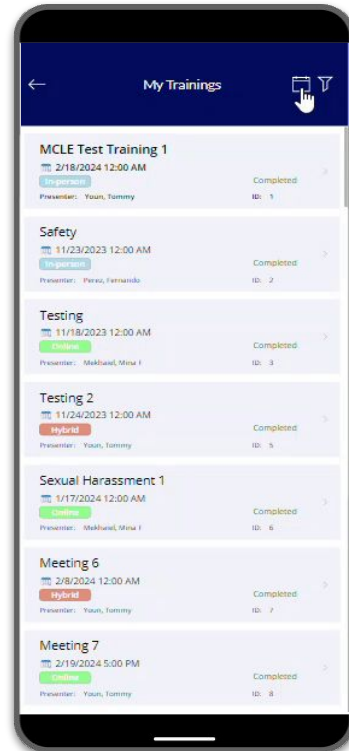 My Trainings
MCLE Test Training 1
2/18/2024 12:00 AM
In-person Completed
Presenter: Youn, Tommy ID: 1
Safety
11/23/2023 12:00 AM
In-person Completed
Presenter: Perez, Fernando ID: 2
Testing
11/18/2023 12:00 AM
Online Completed
Presenter: Mekhaeil, Mina F ID: 3
Testing 2
11/24/2023 12:00 AM
Hybrid Completed
Presenter: Youn, Tommy ID: 5
Sexual Harassment 1
1/17/2024 12:00 AM
Online Completed
Presenter: Mekhaeil, Mina F ID: 6
Meeting 6
2/8/2024 12:00 AM
Hybrid Completed
Presenter: Youn, Tommy ID: 7
Meeting 7
2/19/2024 5:00 PM
Online Completed
Presenter: Youn, Tommy ID: 8